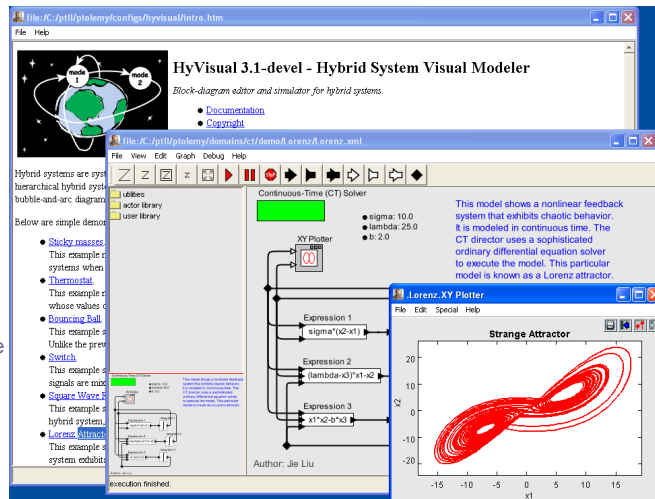 file:/C:/ptII/ptolemy/configs/hyvisual/intro.htm
File Help
mode 1
mode 2
HyVisual 3.1-devel - Hybrid System Visual Modeler
Block-diagram editor and simulator for hybrid systems.
Documentation
Copyright
Hybrid systems are syst
hierarchical hybrid syste
bubble-and-arc diagram
Below are simple demor
Sticky masses.
This example n
systems when
Thermostat.
This example n
whose values c
Bouncing Ball.
This example s
Unlike the prev
Switch.
This example s
signals are mix
Square Wave R
This example s
hybrid system,
Lorenz Attracto
This example s
system exhibits
e
file:/C:/ptII/ptolemy/domains/ct/demo/Lorenz/Lorenz.xml
File View Edit Graph Debug Help
utilities
actor library
user library
Continuous-Time (CT) Solver
sigma: 10.0
lambda: 25.0
b: 2.0
This model shows a nonlinear feedback
system that exhibits chaotic behavior.
It is modeled in continuous time. The
CT director uses a sophisticated
ordinary differential equation solver
to execute the model. This particular
model is known as a Lorenz attractor.
XY Plotter
Expression 1
sigma*(x2-x1)
Expression 2
(lambda-x3)*x1-x2
Expression 3
x1*x2-b*x3
Author: Jie Liu
execution finished.
.Lorenz.XY Plotter
File Edit Special Help
Strange Attractor
x2
20
10
0
-10
-20
-15 -10 -5 0 5 10 15
x1